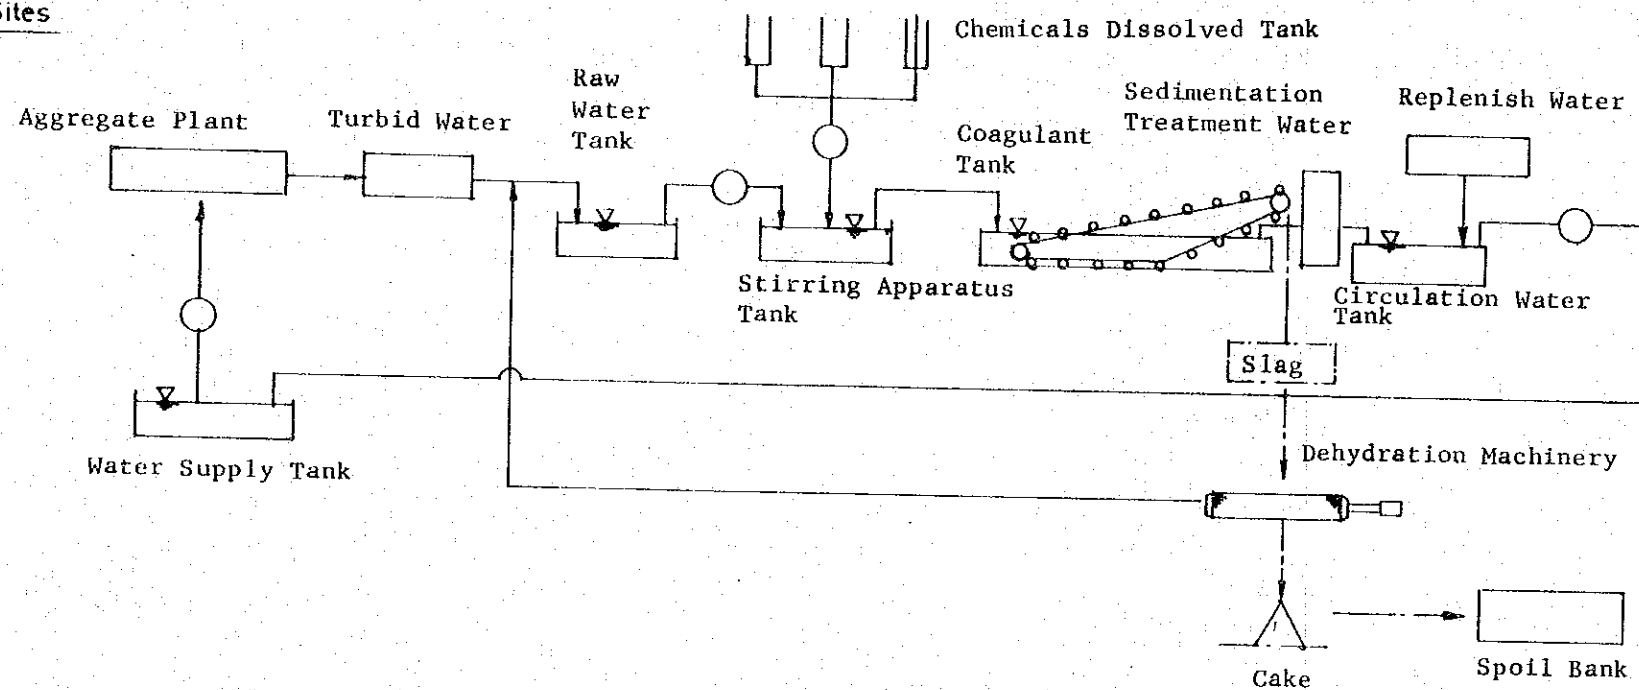 Sites
Chemicals Dissolved Tank
Raw
Water
Tank
Sedimentation
Treatment Water
Replenish Water
Aggregate Plant
Turbid Water
Coagulant
Tank
Stirring Apparatus
Tank
Circulation Water
Tank
Slag
Water Supply Tank
Dehydration Machinery
Cake
Spoil Bank